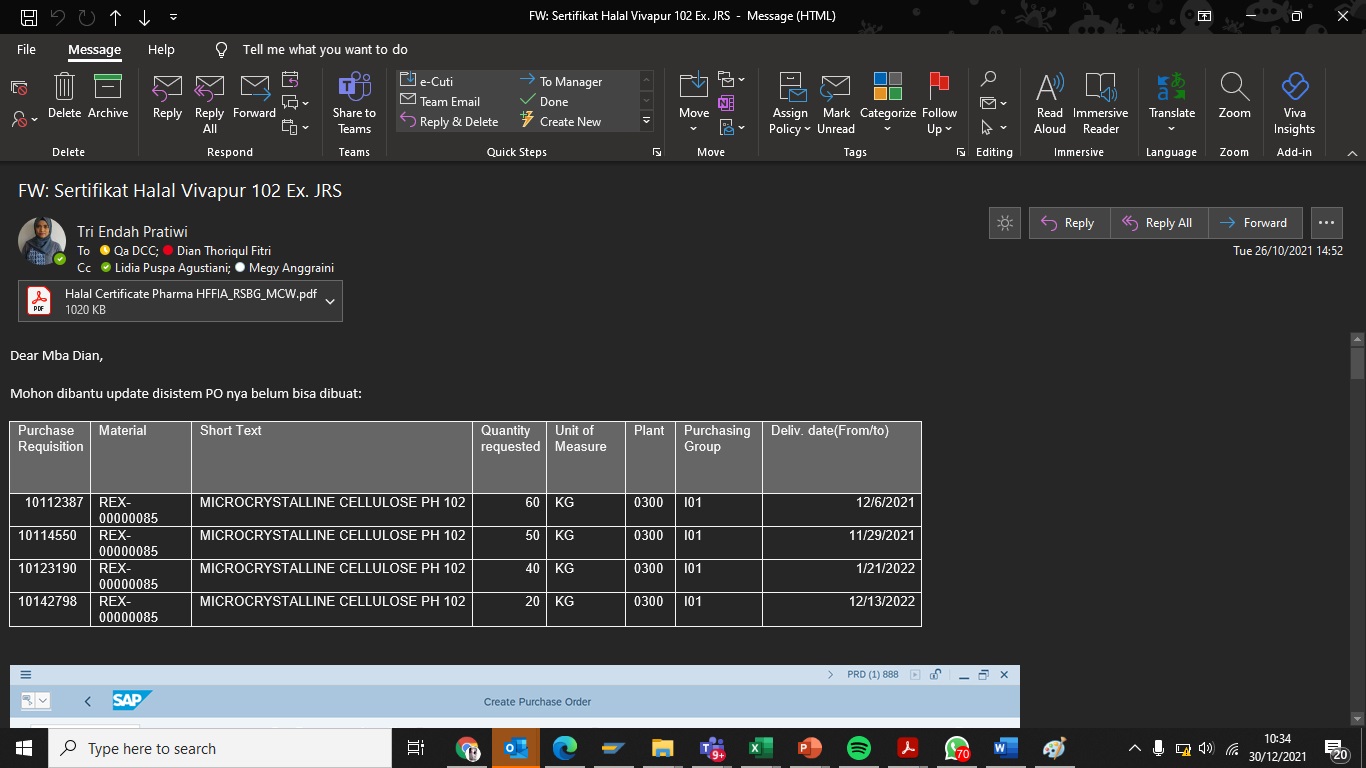 FW: Sertifikat Halal Vivapur 102 Ex. JRS - Message (HTML)
File Message Help Tell me what you want to do
Delete Archive
Delete
Reply Reply All Forward
Respond
Share to Teams
Teams
e-Cuti To Manager
Team Email Done
Reply & Delete Create New
Quick Steps
Move
Move
Assign Policy Mark Unread Categorize Follow Up
Tags
Editing
Read Aloud Immersive Reader
Immersive
Translate
Language
Zoom
Zoom
Viva Insights
Add-in
FW: Sertifikat Halal Vivapur 102 Ex. JRS
Tri Endah Pratiwi
To Qa DCC; Dian Thoriqul Fitri
Cc Lidia Puspa Agustiani; Megy Anggraini
Reply Reply All Forward
Tue 26/10/2021 14:52
PDF
Halal Certificate Pharma HFFIA_RSBG_MCW.pdf
1020 KB
Dear Mba Dian,
Mohon dibantu update disistem PO nya belum bisa dibuat:
Purchase Requisition Material Short Text Quantity requested Unit of Measure Plant Purchasing Group Deliv. date(From/to)
10112387 REX-00000085 MICROCRYSTALLINE CELLULOSE PH 102 60 KG 0300 I01 12/6/2021
10114550 REX-00000085 MICROCRYSTALLINE CELLULOSE PH 102 50 KG 0300 I01 11/29/2021
10123190 REX-00000085 MICROCRYSTALLINE CELLULOSE PH 102 40 KG 0300 I01 1/21/2022
10142798 REX-00000085 MICROCRYSTALLINE CELLULOSE PH 102 20 KG 0300 I01 12/13/2022
PRD (1) 888
SAP Create Purchase Order
Type here to search
9+
70
10:34
30/12/2021
20